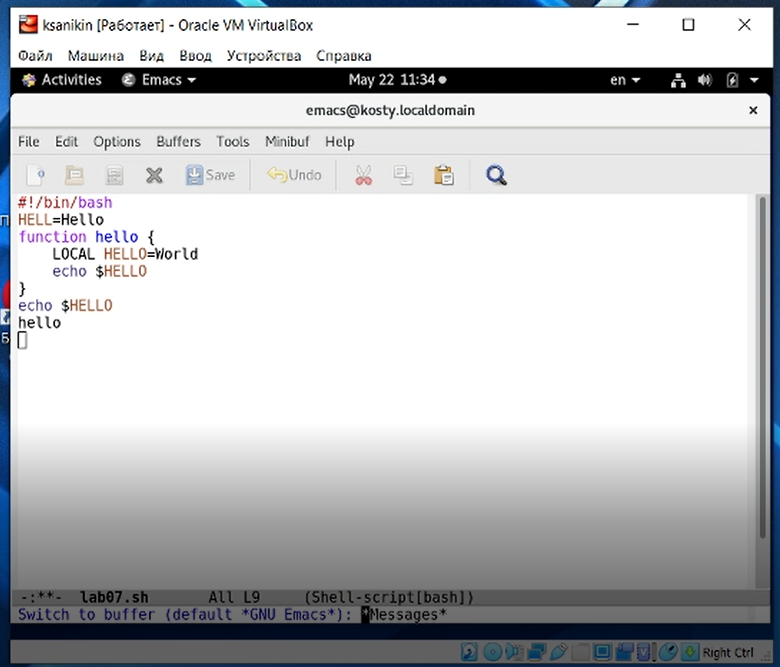 ksanikin [Работает] - Oracle VM VirtualBox
Файл Машина Вид Ввод Устройства Справка
Activities Emacs May 22 11:34 en
emacs@kosty.localdomain
File Edit Options Buffers Tools Minibuf Help
Save Undo
#!/bin/bash
HELL=Hello
function hello {
    LOCAL HELLO=World
    echo $HELLO
}
echo $HELLO
hello
-:**- lab07.sh All L9 (Shell-script[bash])
Switch to buffer (default *GNU Emacs*): *Messages*
Right Ctrl